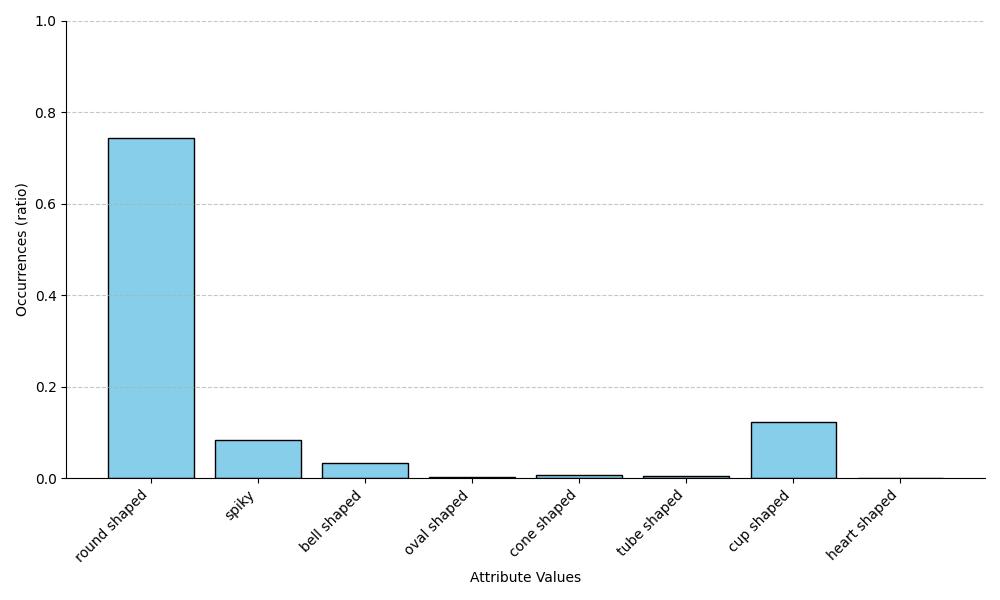 1.0
0.8
0.6
0.4
0.2
0.0
Occurrences (ratio)
round shaped
spiky
bell shaped
oval shaped
cone shaped
tube shaped
cup shaped
heart shaped
Attribute Values